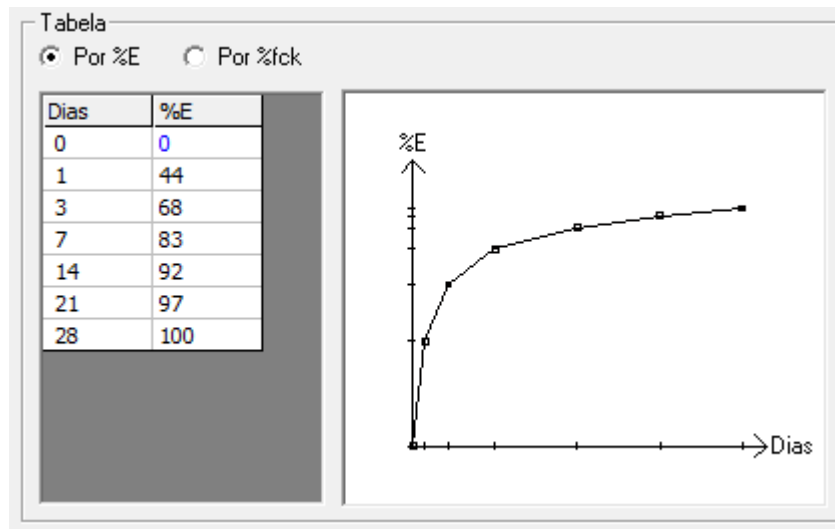 Tabela
Por %E Por %fck
Dias %E
0 0
1 44
3 68
7 83
14 92
21 97
28 100
%E
Dias